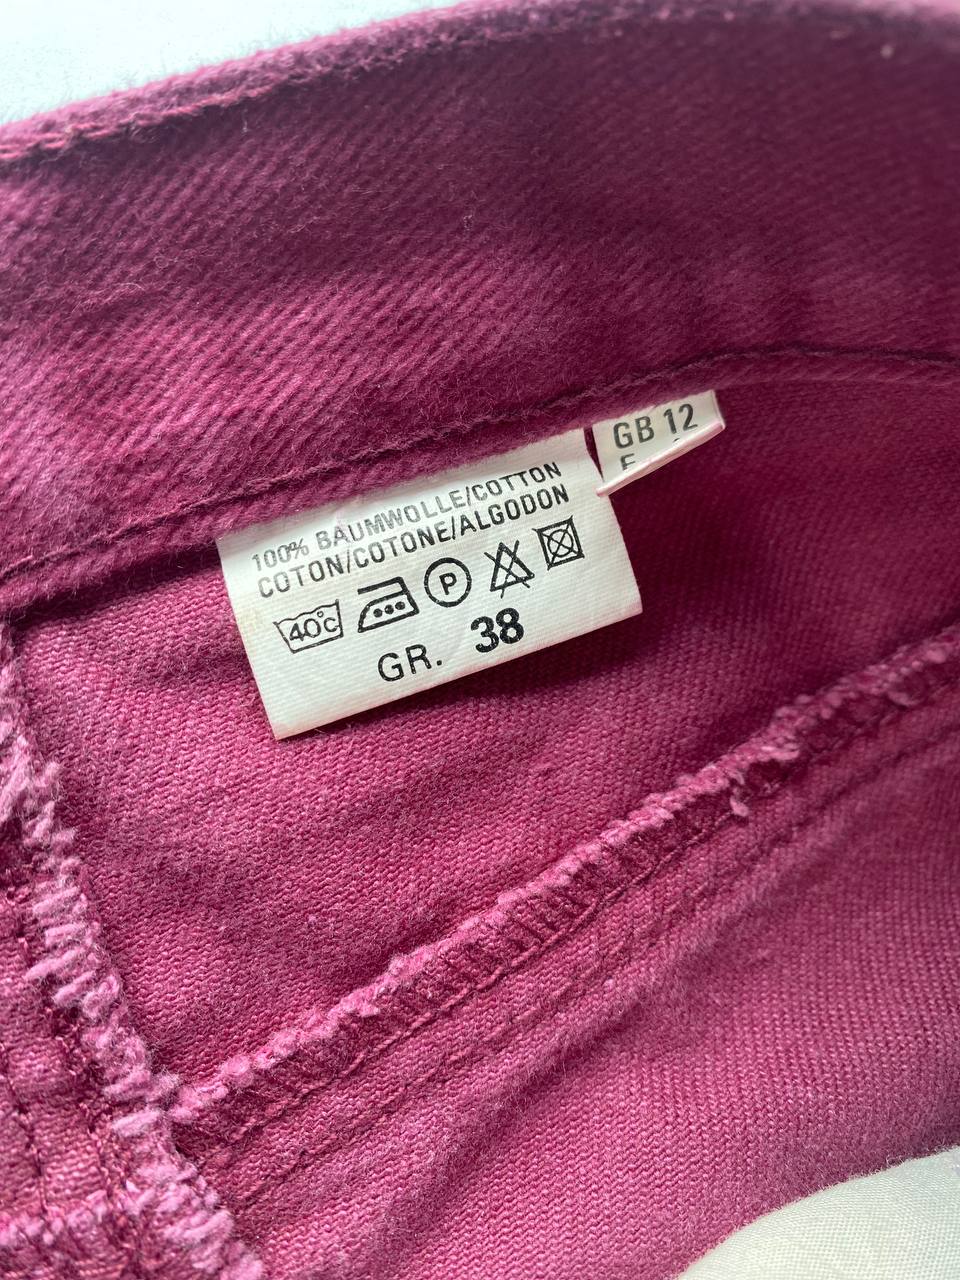 100% BAUMWOLLE/COTTON
COTON/COTONE/ALGODON
40°C P
GR. 38
GB 12